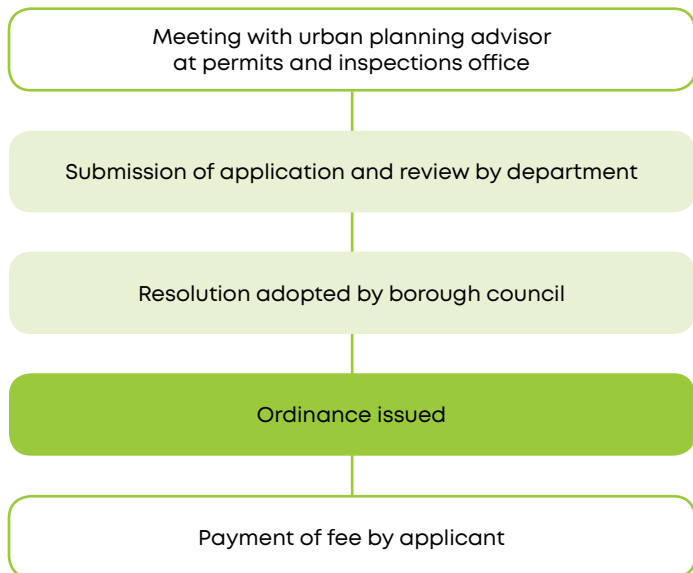 Meeting with urban planning advisor
at permits and inspections office
Submission of application and review by department
Resolution adopted by borough council
Ordinance issued
Payment of fee by applicant